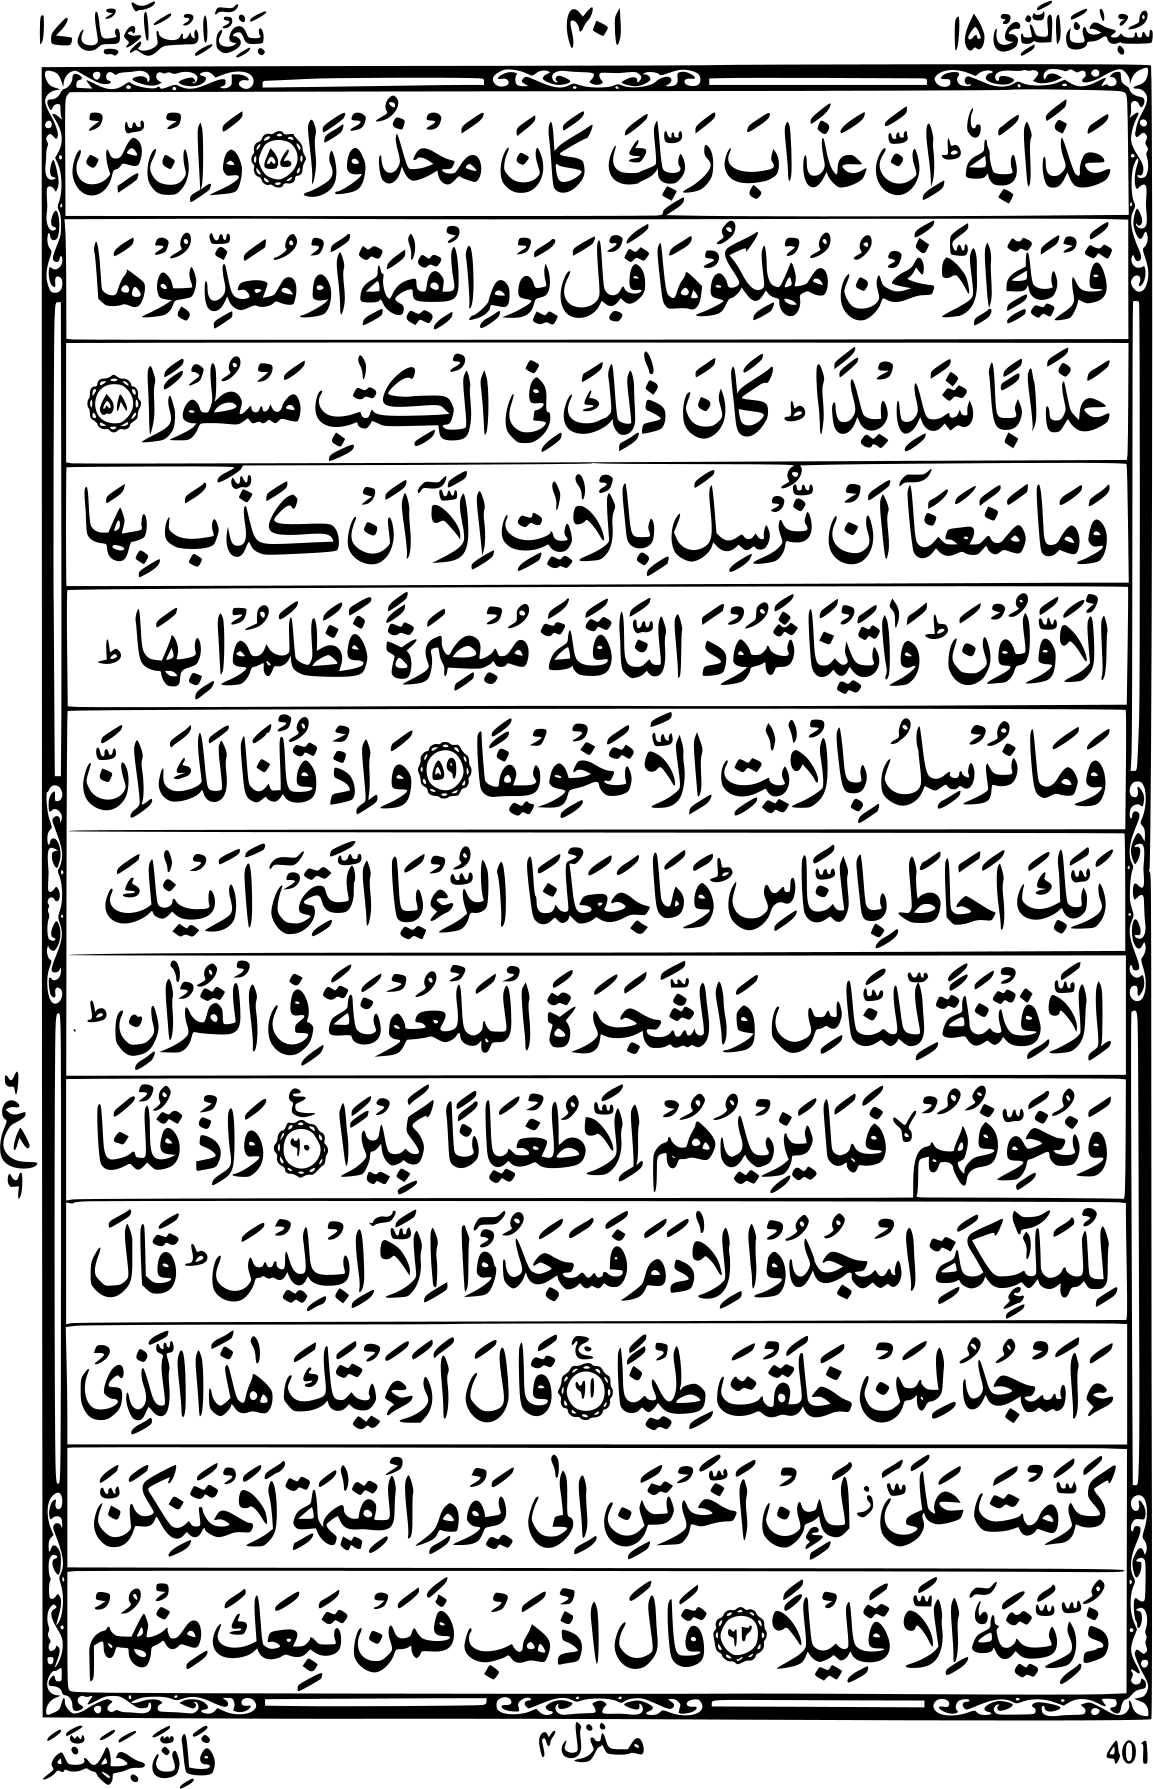 سُبْحٰنَ الَّذِیْ ۱۵ ۴۰۱ بَنِیْۤ اِسْرَآءِیْل ۱۷
عَذَابَهٗ ؕ اِنَّ عَذَابَ رَبِّكَ كَانَ مَحْذُوْرًا ۵۷ وَ اِنْ مِّنْ
قَرْیَةٍ اِلَّا نَحْنُ مُهْلِكُوْهَا قَبْلَ یَوْمِ الْقِیٰمَةِ اَوْ مُعَذِّبُوْهَا
عَذَابًا شَدِیْدًا ؕ كَانَ ذٰلِكَ فِی الْكِتٰبِ مَسْطُوْرًا ۵۸
وَمَا مَنَعَنَاۤ اَنْ نُّرْسِلَ بِالْاٰیٰتِ اِلَّاۤ اَنْ كَذَّبَ بِهَا
الْاَوَّلُوْنَ ؕ وَاٰتَیْنَا ثَمُوْدَ النَّاقَةَ مُبْصِرَةً فَظَلَمُوْا بِهَا ؕ
وَمَا نُرْسِلُ بِالْاٰیٰتِ اِلَّا تَخْوِیْفًا ۵۹ وَ اِذْ قُلْنَا لَكَ اِنَّ
رَبَّكَ اَحَاطَ بِالنَّاسِ ؕ وَمَا جَعَلْنَا الرُّءْیَا الَّتِیْۤ اَرَیْنٰكَ
اِلَّا فِتْنَةً لِّلنَّاسِ وَالشَّجَرَةَ الْمَلْعُوْنَةَ فِی الْقُرْاٰنِ ؕ
وَنُخَوِّفُهُمْ ۙ فَمَا یَزِیْدُهُمْ اِلَّا طُغْیَانًا كَبِیْرًا ۶۰ ع وَاِذْ قُلْنَا
لِلْمَلٰٓىِٕكَةِ اسْجُدُوْا لِاٰدَمَ فَسَجَدُوْۤا اِلَّاۤ اِبْلِیْسَ ؕ قَالَ
ءَاَسْجُدُ لِمَنْ خَلَقْتَ طِیْنًا ۶۱ ۚ قَالَ اَرَءَیْتَكَ هٰذَا الَّذِیْ
كَرَّمْتَ عَلَیَّ ؗ لَىِٕنْ اَخَّرْتَنِ اِلٰی یَوْمِ الْقِیٰمَةِ لَاَحْتَنِكَنَّ
ذُرِّیَّتَهٗۤ اِلَّا قَلِیْلًا ۶۲ قَالَ اذْهَبْ فَمَنْ تَبِعَكَ مِنْهُمْ
۶
ع
۸
۶
401 منزل ۴ فَاِنَّ جَهَنَّمَ